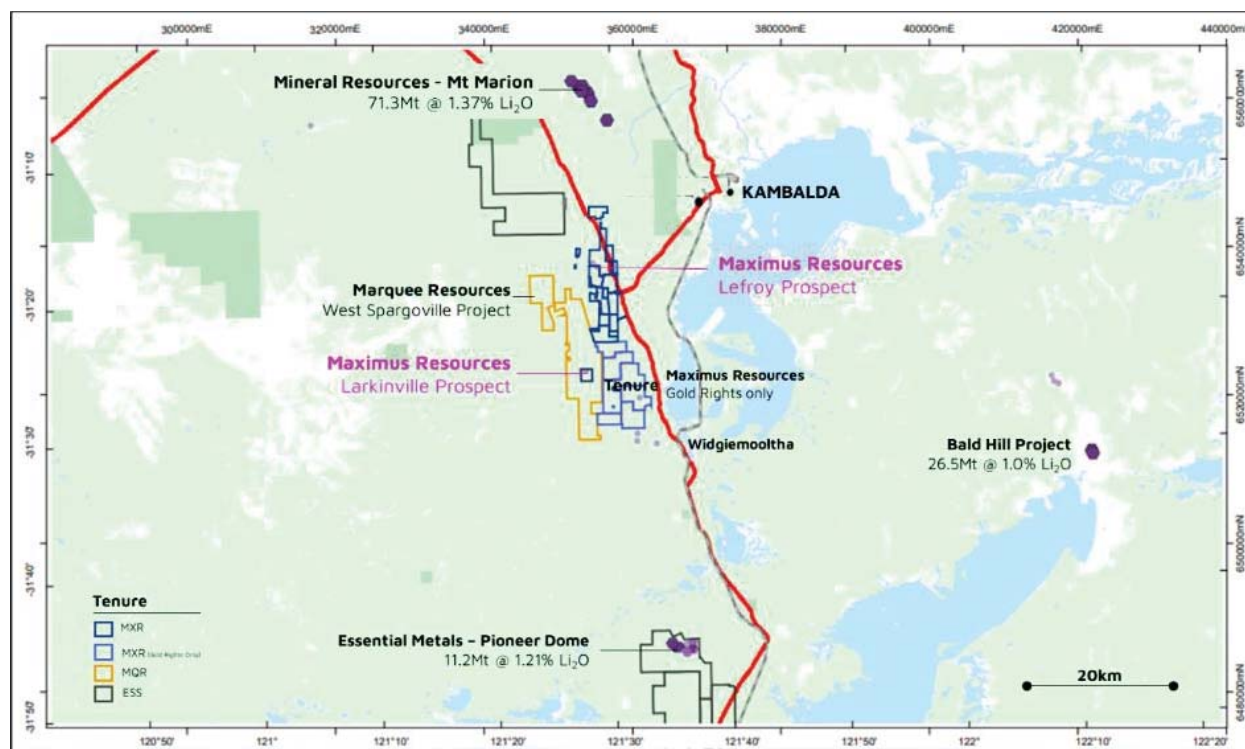 300000mE
320000mE
340000mE
360000mE
380000mE
400000mE
420000mE
440000mE
Mineral Resources - Mt Marion
71.3Mt @ 1.37% Li₂O
6560000mN
-31°10'
KAMBALDA
6540000mN
Maximus Resources
Lefroy Prospect
Marquee Resources
West Spargoville Project
-31°20'
Maximus Resources
Larkinville Prospect
Tenure
Maximus Resources
Gold Rights only
6520000mN
-31°30'
Widgiemooltha
Bald Hill Project
26.5Mt @ 1.0% Li₂O
6500000mN
-31°40'
Tenure
MXR
MXR (Gold Rights Only)
MQR
ESS
Essential Metals – Pioneer Dome
11.2Mt @ 1.21% Li₂O
20km
6480000mN
-31°50'
120°50'
121°
121°10'
121°20'
121°30'
121°40'
121°50'
122°
122°10'
122°20'